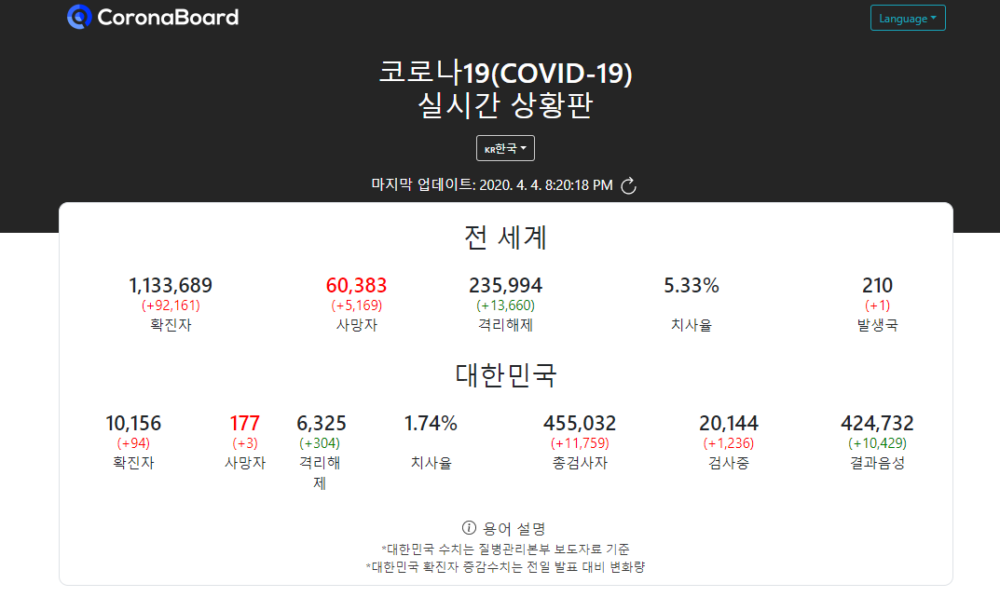 CoronaBoard
Language
코로나19(COVID-19)
실시간 상황판
KR한국
마지막 업데이트: 2020. 4. 4. 8:20:18 PM
전 세계
1,133,689 60,383 235,994 5.33% 210
(+92,161) (+5,169) (+13,660) (+1)
확진자 사망자 격리해제 치사율 발생국
대한민국
10,156 177 6,325 1.74% 455,032 20,144 424,732
(+94) (+3) (+304) (+11,759) (+1,236) (+10,429)
확진자 사망자 격리해 치사율 총검사자 검사중 결과음성
제
용어 설명
*대한민국 수치는 질병관리본부 보도자료 기준
*대한민국 확진자 증감수치는 전일 발표 대비 변화량